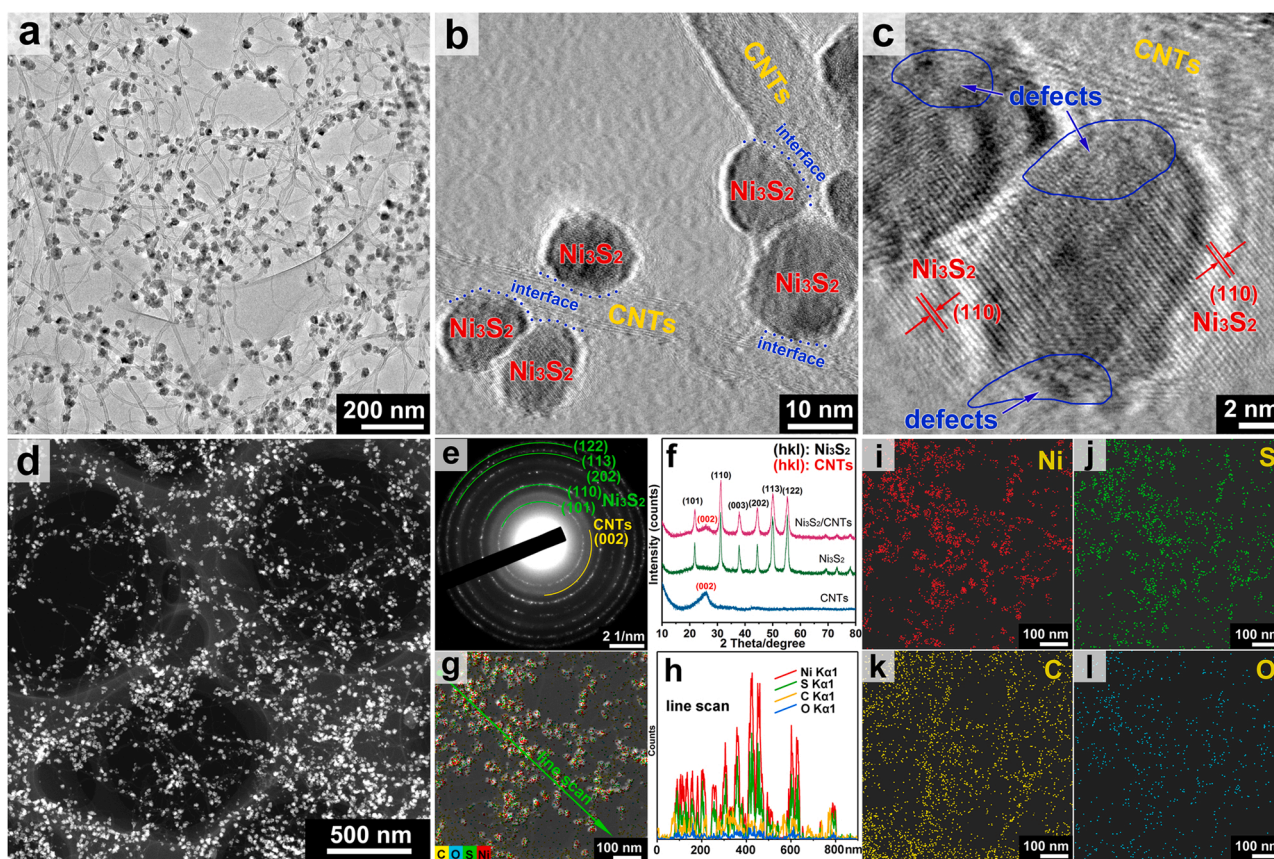 a
200 nm
b
CNTs
interface
Ni₃S₂
Ni₃S₂
interface
CNTs
Ni₃S₂
Ni₃S₂
Ni₃S₂
interface
10 nm
c
CNTs
defects
Ni₃S₂
(110)
(110)
Ni₃S₂
defects
2 nm
d
500 nm
e
(122)
(113)
(202)
(110)
Ni₃S₂
(101)
CNTs
(002)
2 1/nm
f
(hkl): Ni₃S₂
(hkl): CNTs
Intensity (counts)
(101)
(002)
(110)
(003)
(202)
(113)
(122)
Ni₃S₂/CNTs
Ni₃S₂
(002)
CNTs
10 20 30 40 50 60 70 80
2 Theta/degree
g
line scan
C O S Ni
100 nm
h
line scan
Ni Kα1
S Kα1
C Kα1
O Kα1
Counts
0 200 400 600 800nm
i
Ni
100 nm
j
S
100 nm
k
C
100 nm
l
O
100 nm